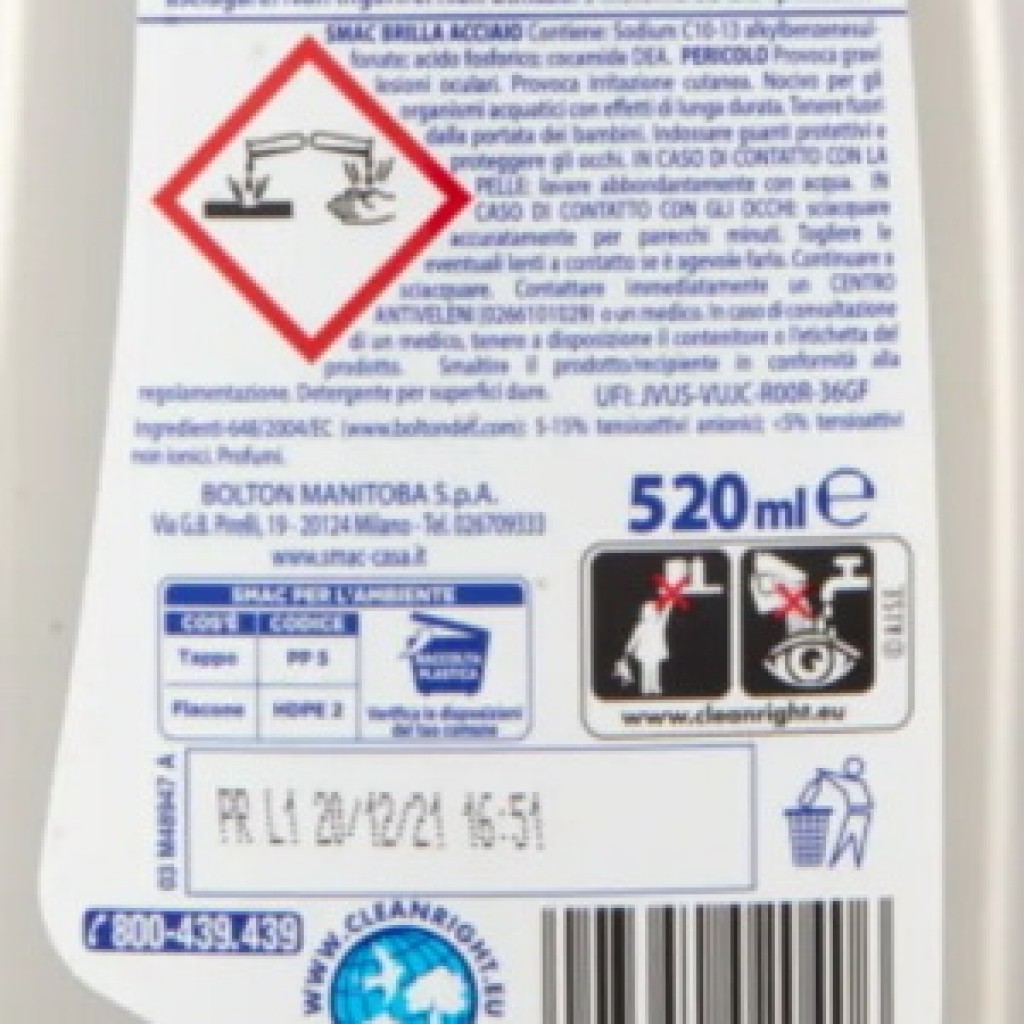 SMAC BRILLA ACCIAIO Contiene: Sodium C10-13 alkylbenzenesul-
fonate; acido fosforico; cocamide DEA. PERICOLO Provoca gravi
lesioni oculari. Provoca irritazione cutanea. Nocivo per gli
organismi acquatici con effetti di lunga durata. Tenere fuori
dalla portata dei bambini. Indossare guanti protettivi e
proteggere gli occhi. IN CASO DI CONTATTO CON LA
PELLE: lavare abbondantemente con acqua. IN
CASO DI CONTATTO CON GLI OCCHI: sciacquare
accuratamente per parecchi minuti. Togliere le
eventuali lenti a contatto se è agevole farlo. Continuare a
sciacquare. Contattare immediatamente un CENTRO
ANTIVELENI (0266101029) o un medico. In caso di consultazione
di un medico, tenere a disposizione il contenitore o l'etichetta del
prodotto. Smaltire il prodotto/recipiente in conformità alla
regolamentazione. Detergente per superfici dure. UFI: JVUS-VUJC-R00R-36GF
Ingredienti-648/2004/EC (www.boltondef.com): 5-15% tensioattivi anionici; <5% tensioattivi
non ionici. Profumi.
BOLTON MANITOBA S.p.A.
Via G.B. Pirelli, 19 - 20124 Milano - Tel. 026709333
www.smac-casa.it
520 ml e
SMAC PER L'AMBIENTE
COS'È CODICE
Tappo PP 5
Flacone HDPE 2
RACCOLTA
PLASTICA
Verifica le disposizioni
del tuo comune
© A.I.S.E.
www.cleanright.eu
03 M48947 A
PR L1 20/12/21 16:51
800-439.439
WWW.CLEANRIGHT.EU